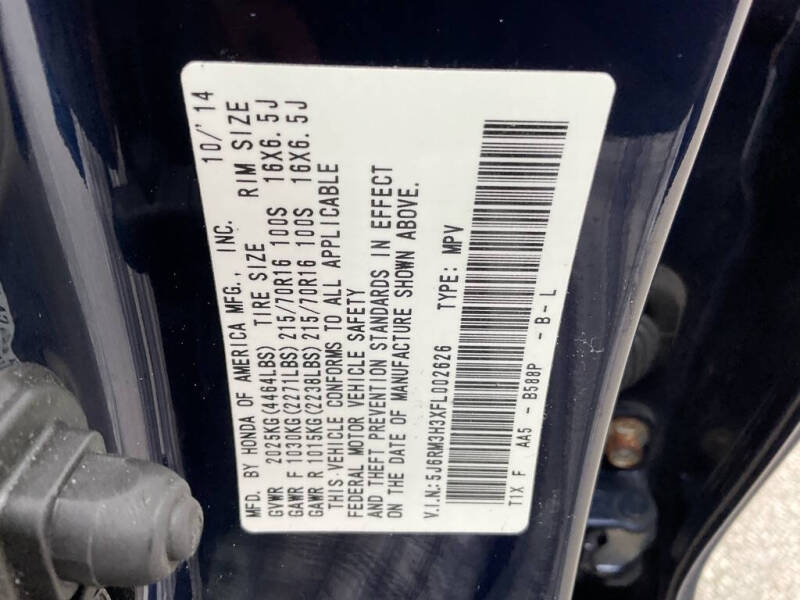 MFD. BY HONDA OF AMERICA MFG., INC. 10/'14
GVWR 2025KG(4464LBS) TIRE SIZE RIM SIZE
GAWR F 1030KG(2271LBS) 215/70R16 100S 16X6.5J
GAWR R 1015KG(2238LBS) 215/70R16 100S 16X6.5J
THIS VEHICLE CONFORMS TO ALL APPLICABLE
FEDERAL MOTOR VEHICLE SAFETY
AND THEFT PREVENTION STANDARDS IN EFFECT
ON THE DATE OF MANUFACTURE SHOWN ABOVE.
V.I.N.:5J6RM3H3XFL002626 TYPE: MPV
T1X F AA5 - B588P - B-L